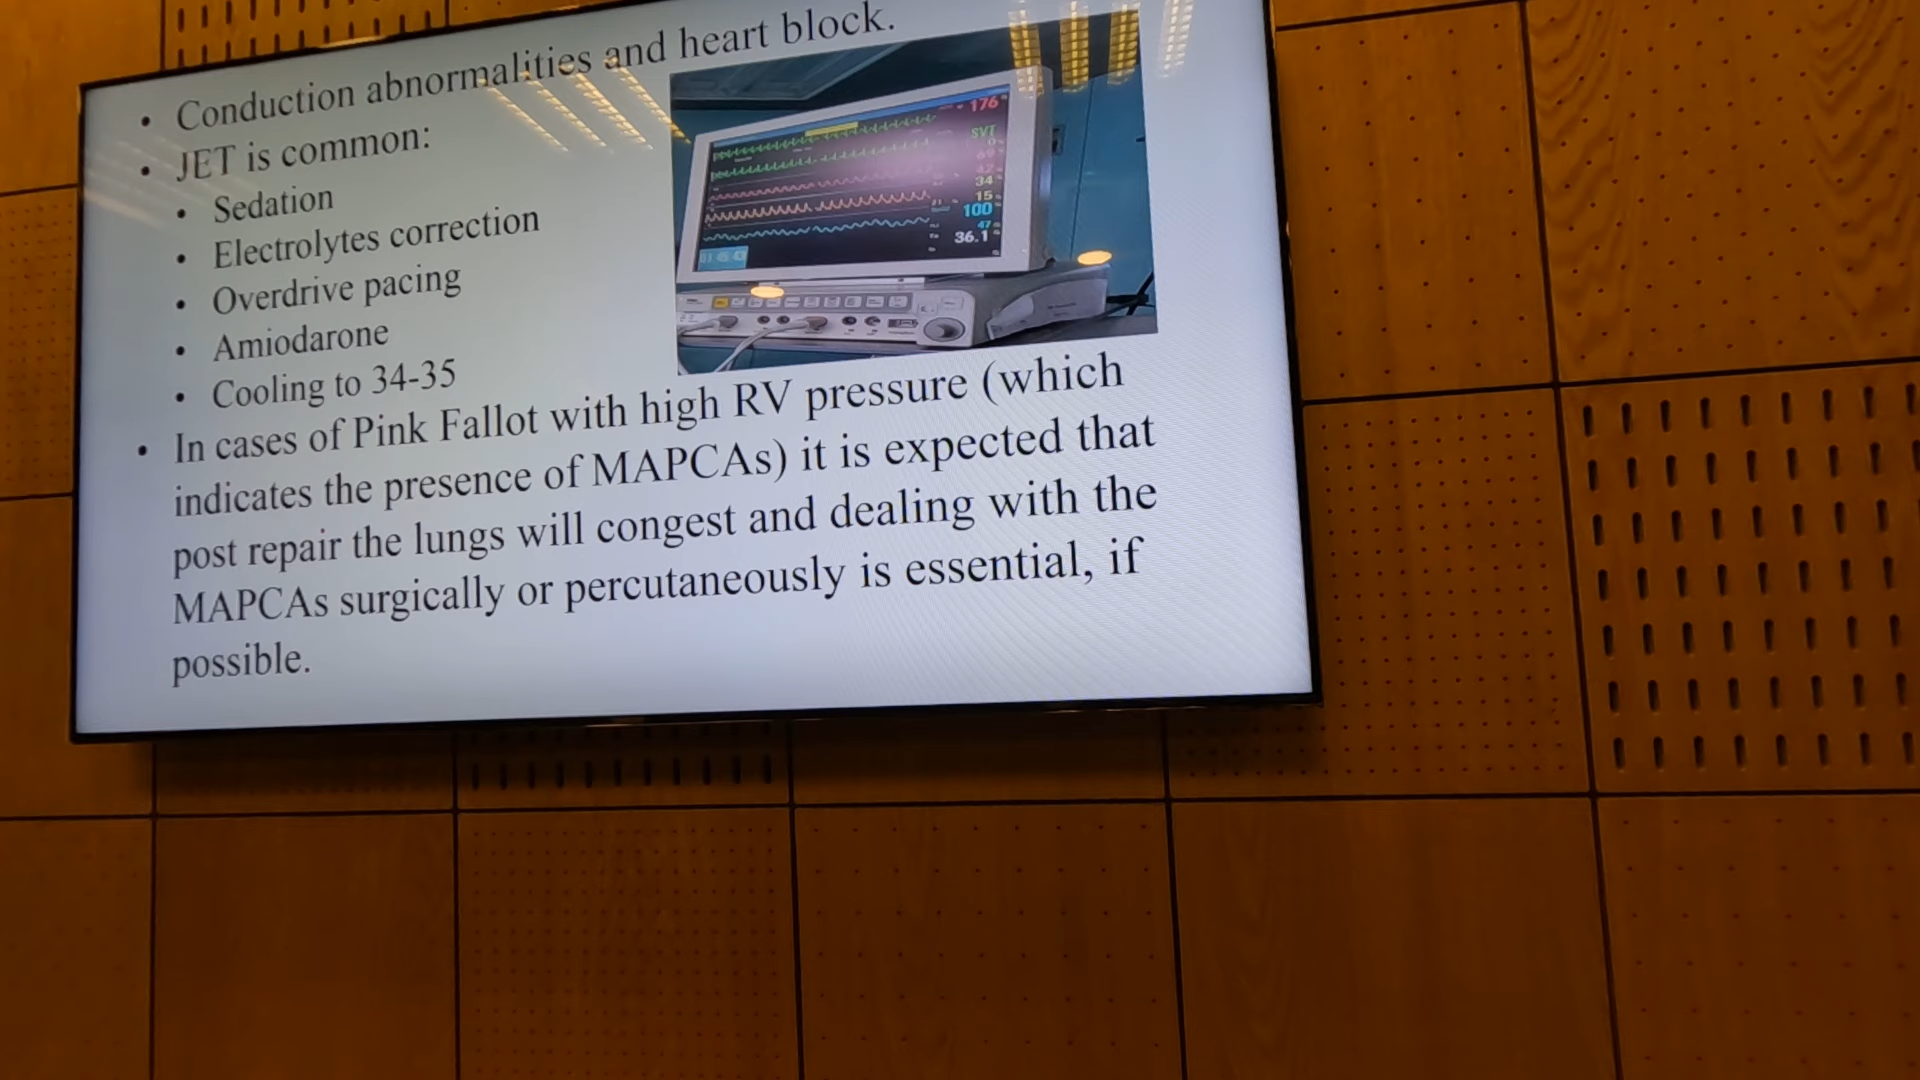 • Conduction abnormalities and heart block.
• JET is common:
• Sedation
• Electrolytes correction
• Overdrive pacing
• Amiodarone
• Cooling to 34-35
• In cases of Pink Fallot with high RV pressure (which
indicates the presence of MAPCAs) it is expected that
post repair the lungs will congest and dealing with the
MAPCAs surgically or percutaneously is essential, if
possible.
176
SVT
34
15
100
47
36.1